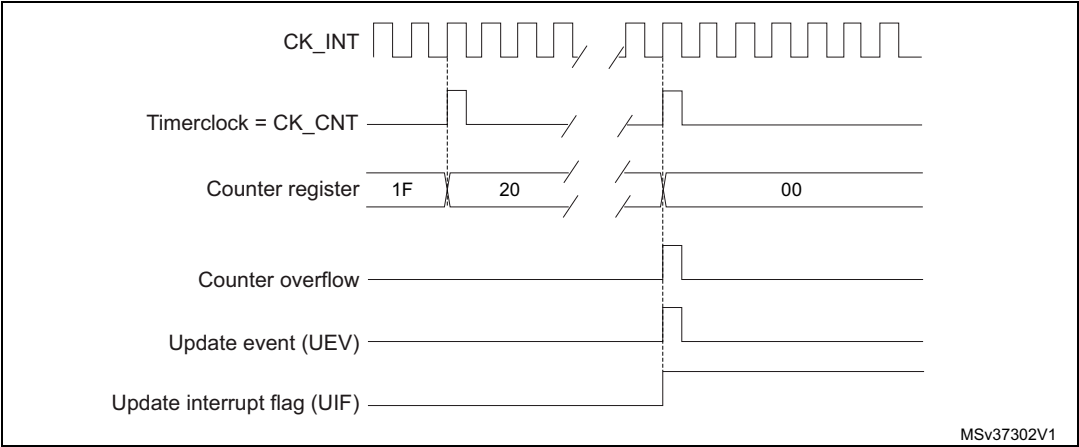 CK_INT
Timerclock = CK_CNT
Counter register 1F 20 00
Counter overflow
Update event (UEV)
Update interrupt flag (UIF)
MSv37302V1